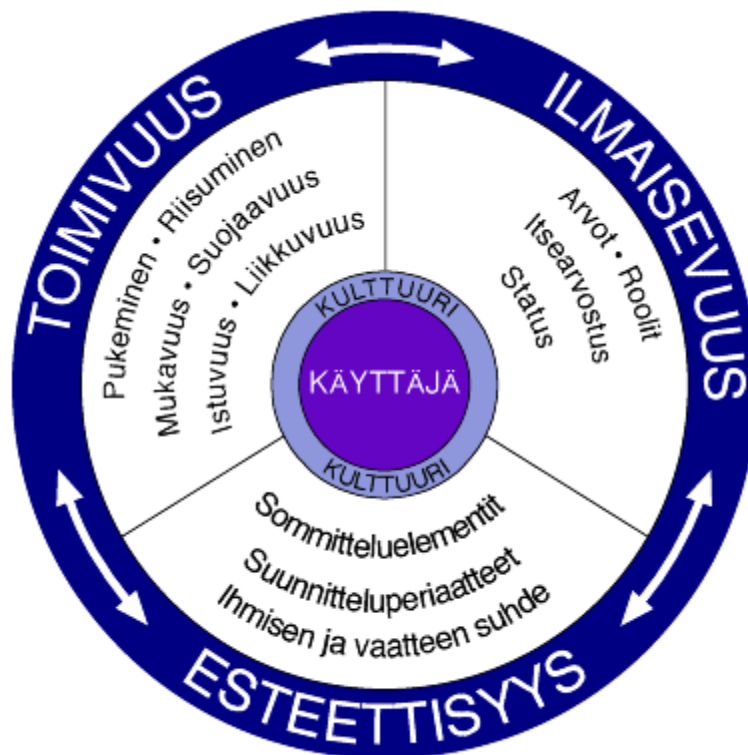 TOIMIVUUS
Pukeminen • Riisuminen
Mukavuus • Suojaavuus
Istuvuus • Liikkuvuus
ILMAISEVUUS
Arvot • Roolit
Itsearvostus
Status
KULTTUURI
KÄYTTÄJÄ
KULTTUURI
Sommitteluelementit
Suunnitteluperiaatteet
Ihmisen ja vaatteen suhde
ESTEETTISYYS